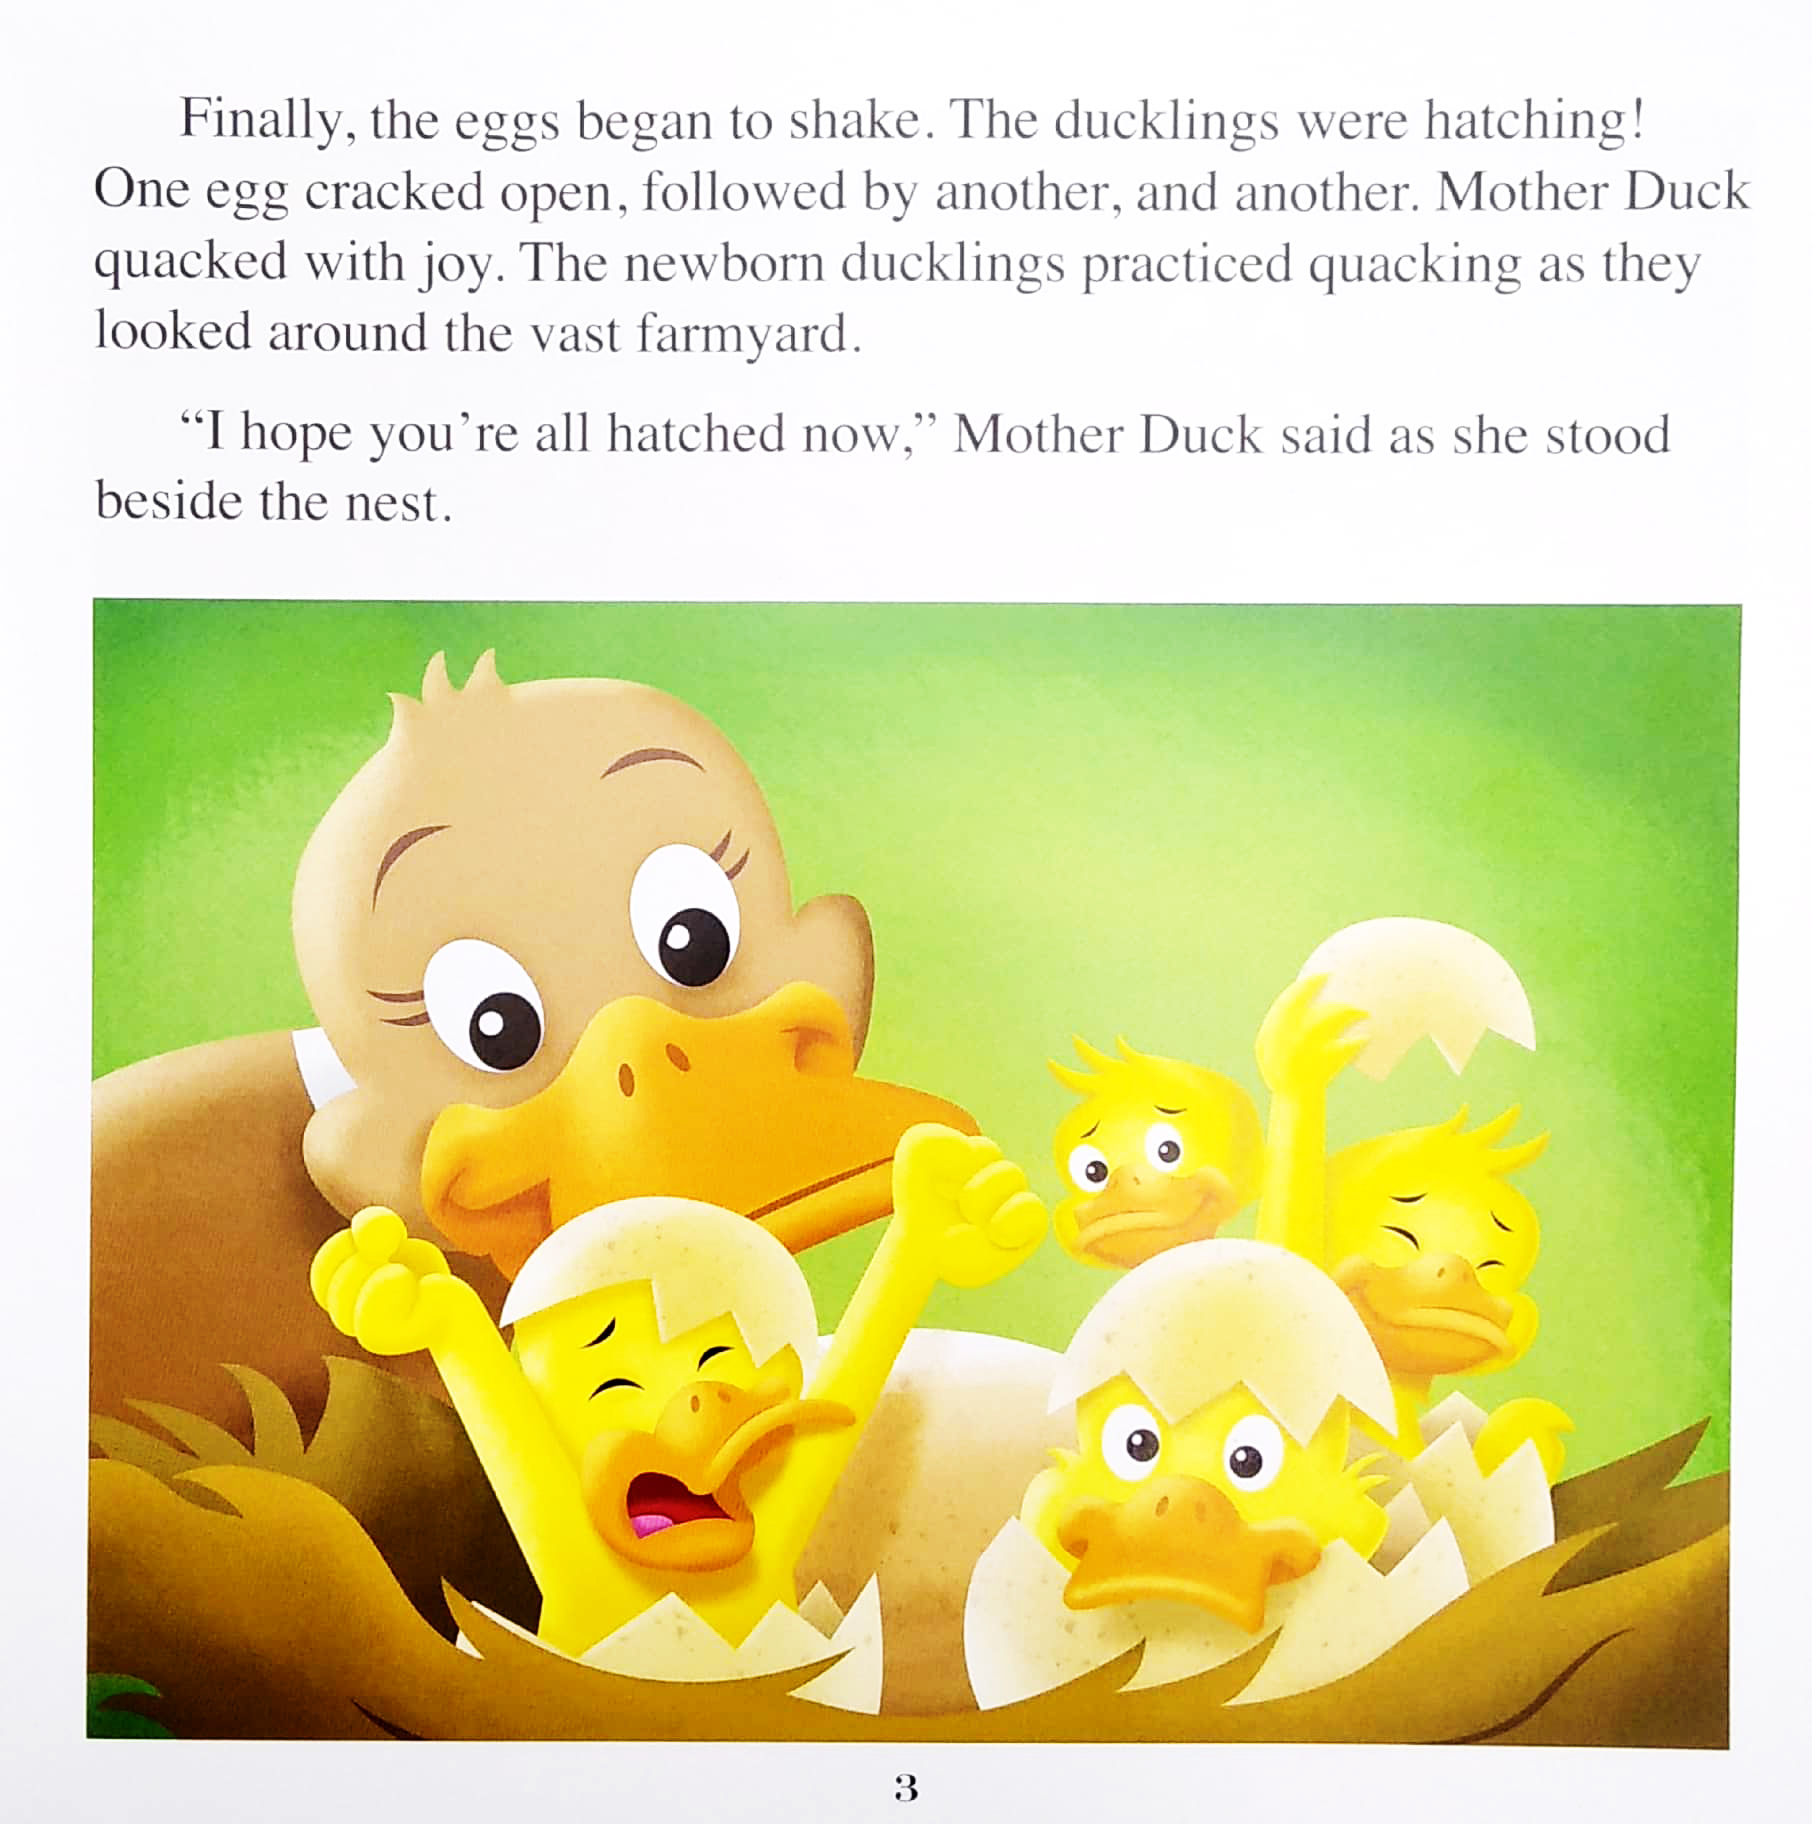 Finally, the eggs began to shake. The ducklings were hatching!
One egg cracked open, followed by another, and another. Mother Duck
quacked with joy. The newborn ducklings practiced quacking as they
looked around the vast farmyard.
“I hope you’re all hatched now,” Mother Duck said as she stood
beside the nest.
3